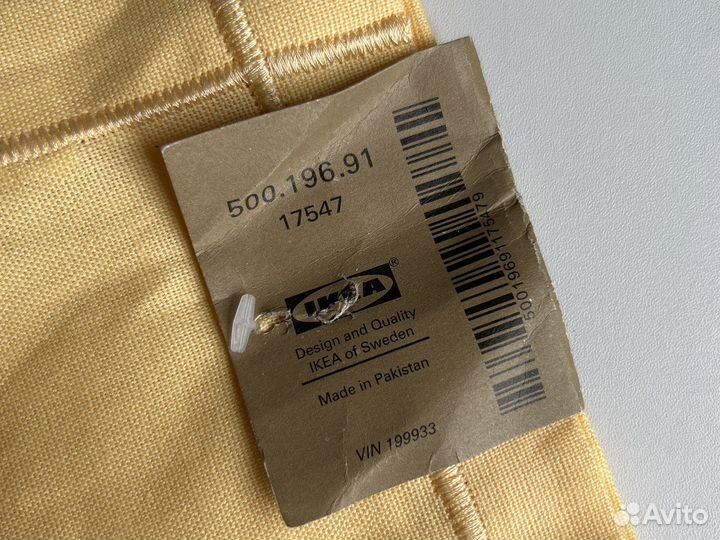 500.196.91
17547
IKEA®
Design and Quality
IKEA of Sweden
Made in Pakistan
VIN 199933
50019691175479
Avito